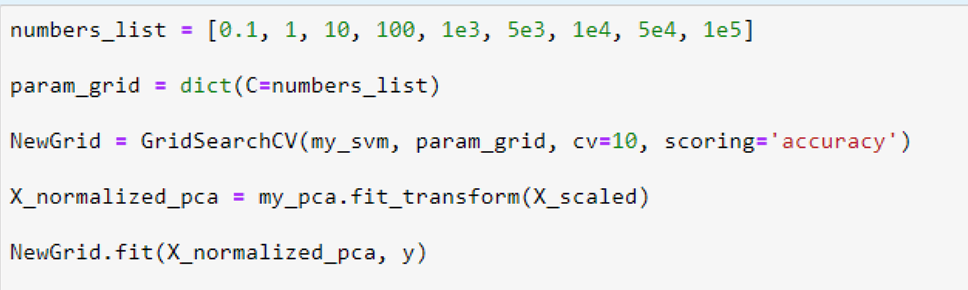 numbers_list = [0.1, 1, 10, 100, 1e3, 5e3, 1e4, 5e4, 1e5]
param_grid = dict(C=numbers_list)
NewGrid = GridSearchCV(my_svm, param_grid, cv=10, scoring='accuracy')
X_normalized_pca = my_pca.fit_transform(X_scaled)
NewGrid.fit(X_normalized_pca, y)